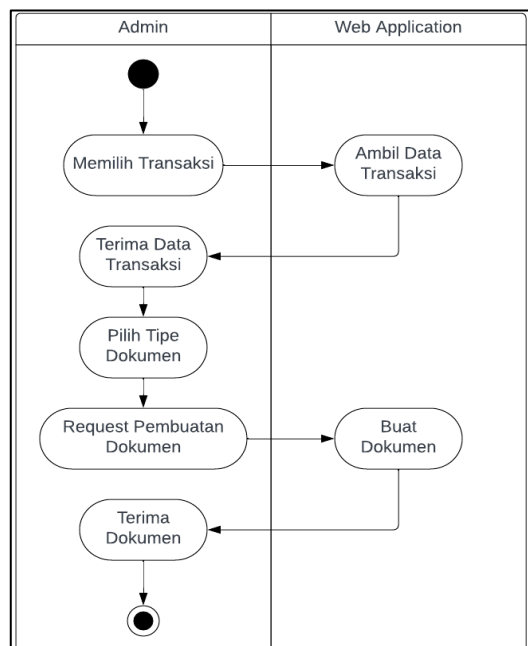 Admin
Web Application
Memilih Transaksi
Ambil Data
Transaksi
Terima Data
Transaksi
Pilih Tipe
Dokumen
Request Pembuatan
Dokumen
Buat
Dokumen
Terima
Dokumen